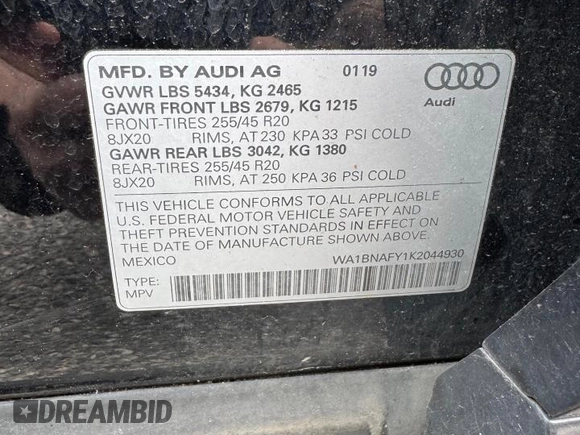 MFD. BY AUDI AG 0119
GVWR LBS 5434, KG 2465
GAWR FRONT LBS 2679, KG 1215
FRONT-TIRES 255/45 R20
8JX20 RIMS, AT 230 KPA 33 PSI COLD
GAWR REAR LBS 3042, KG 1380
REAR-TIRES 255/45 R20
8JX20 RIMS, AT 250 KPA 36 PSI COLD
Audi
THIS VEHICLE CONFORMS TO ALL APPLICABLE
U.S. FEDERAL MOTOR VEHICLE SAFETY AND
THEFT PREVENTION STANDARDS IN EFFECT ON
THE DATE OF MANUFACTURE SHOWN ABOVE.
MEXICO WA1BNAFY1K2044930
TYPE:
MPV
DREAMBID